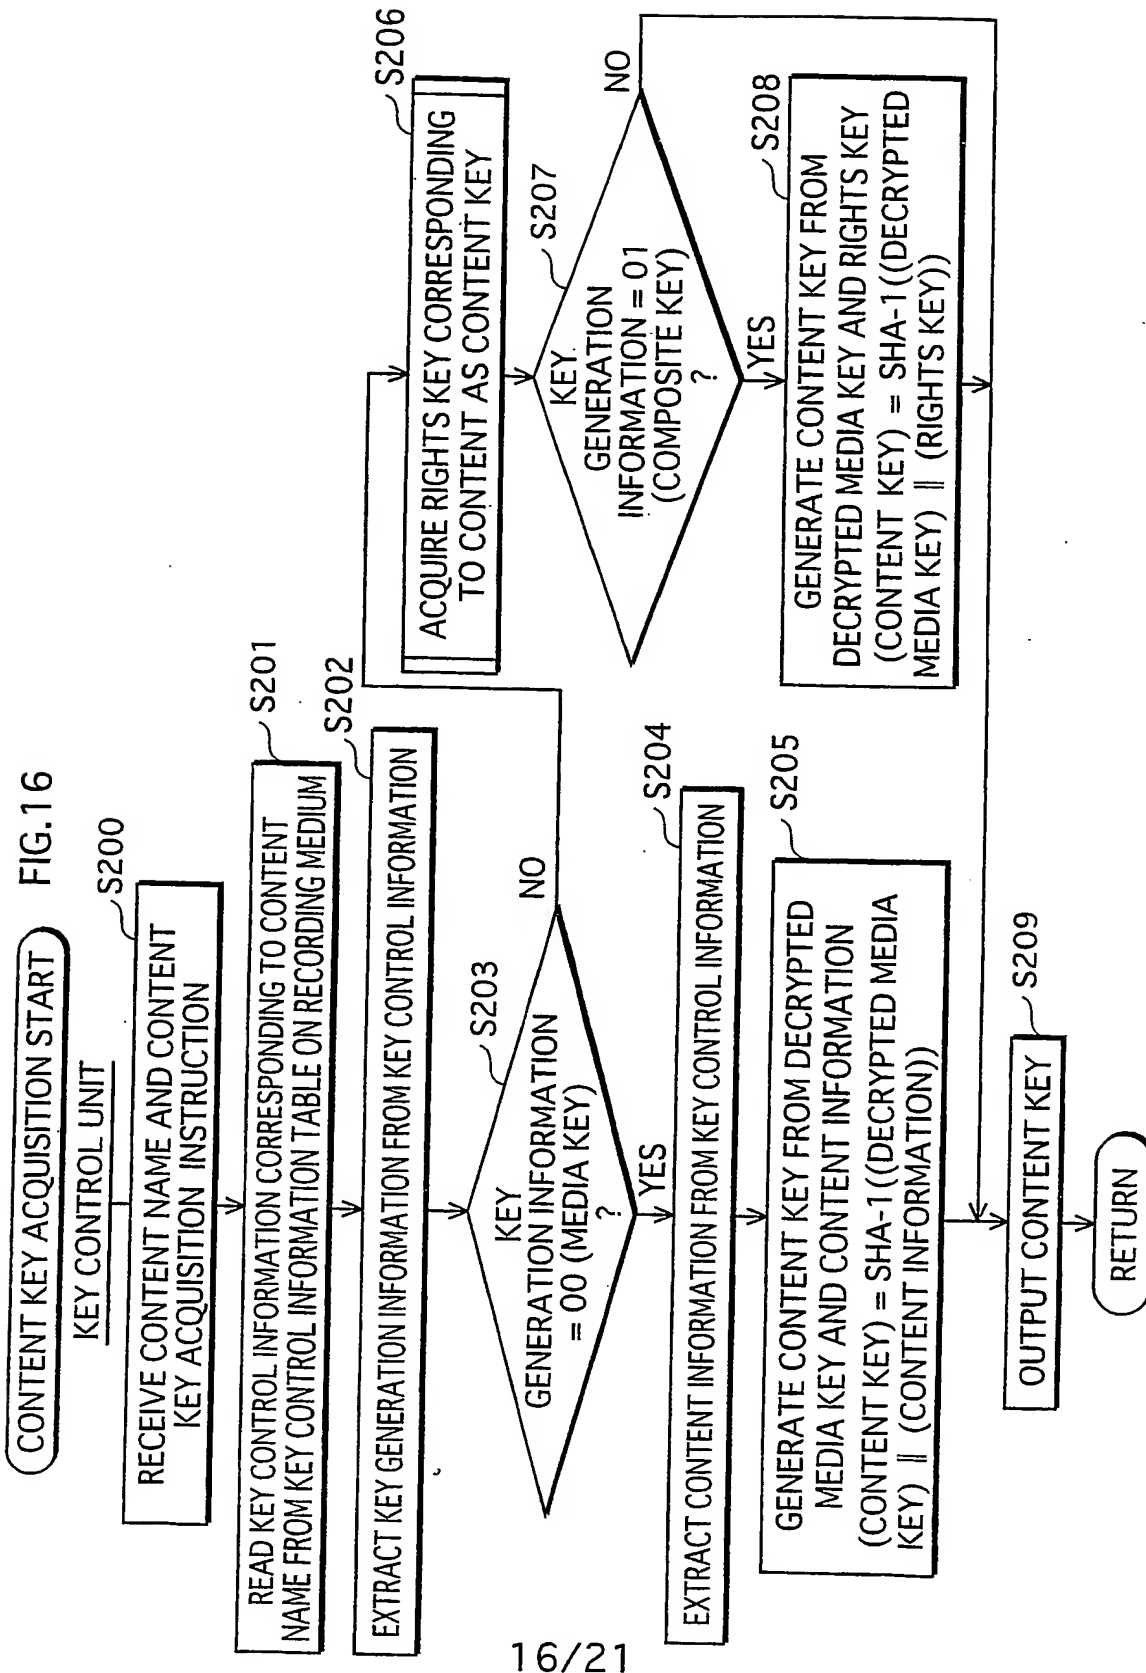 FIG.16
CONTENT KEY ACQUISITION START
KEY CONTROL UNIT
S200
RECEIVE CONTENT NAME AND CONTENT
KEY ACQUISITION INSTRUCTION
S201
READ KEY CONTROL INFORMATION CORRESPONDING TO CONTENT
NAME FROM KEY CONTROL INFORMATION TABLE ON RECORDING MEDIUM
S202
EXTRACT KEY GENERATION INFORMATION FROM KEY CONTROL INFORMATION
S203
KEY
GENERATION INFORMATION
= 00 (MEDIA KEY)
?
NO
YES
S204
EXTRACT CONTENT INFORMATION FROM KEY CONTROL INFORMATION
S205
GENERATE CONTENT KEY FROM DECRYPTED
MEDIA KEY AND CONTENT INFORMATION
(CONTENT KEY) = SHA-1((DECRYPTED MEDIA
KEY) || (CONTENT INFORMATION))
S206
ACQUIRE RIGHTS KEY CORRESPONDING
TO CONTENT AS CONTENT KEY
S207
KEY
GENERATION
INFORMATION = 01
(COMPOSITE KEY)
?
NO
YES
S208
GENERATE CONTENT KEY FROM
DECRYPTED MEDIA KEY AND RIGHTS KEY
(CONTENT KEY) = SHA-1((DECRYPTED
MEDIA KEY) || (RIGHTS KEY))
S209
OUTPUT CONTENT KEY
RETURN
16/21